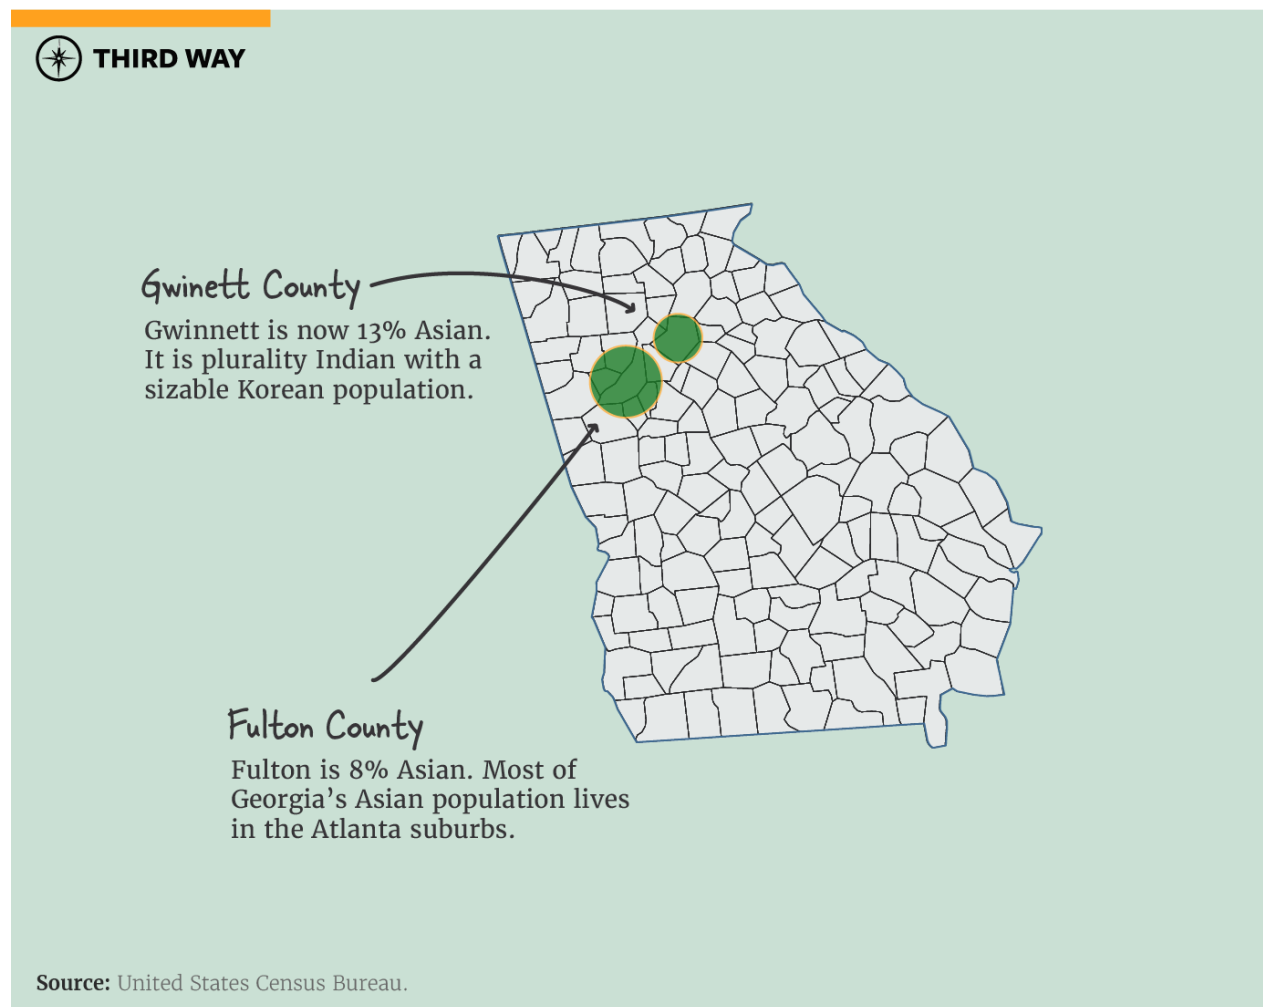 THIRD WAY
Gwinett County
Gwinnett is now 13% Asian.
It is plurality Indian with a
sizable Korean population.
Fulton County
Fulton is 8% Asian. Most of
Georgia’s Asian population lives
in the Atlanta suburbs.
Source: United States Census Bureau.